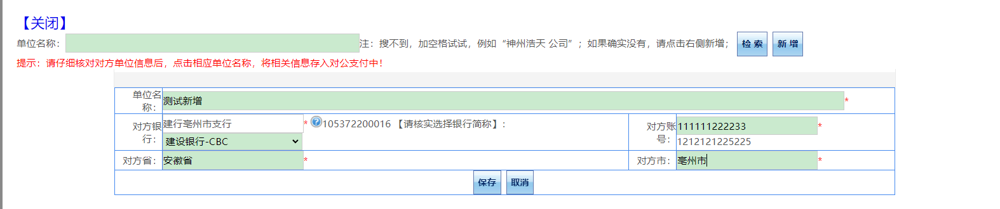 【关闭】
单位名称： 注：搜不到，加空格试试，例如“神州浩天 公司”；如果确实没有，请点击右侧新增； 检 索 新 增
提示：请仔细核对对方单位信息后，点击相应单位名称，将相关信息存入对公支付中！
单位名称： 测试新增 *
对方银行： 建行亳州市支行 * 105372200016 【请核实选择银行简称】： 建设银行-CBC
对方账号： 111111222233 *
1212121225225
对方省： 安徽省 * 对方市： 亳州市 *
保存 取消